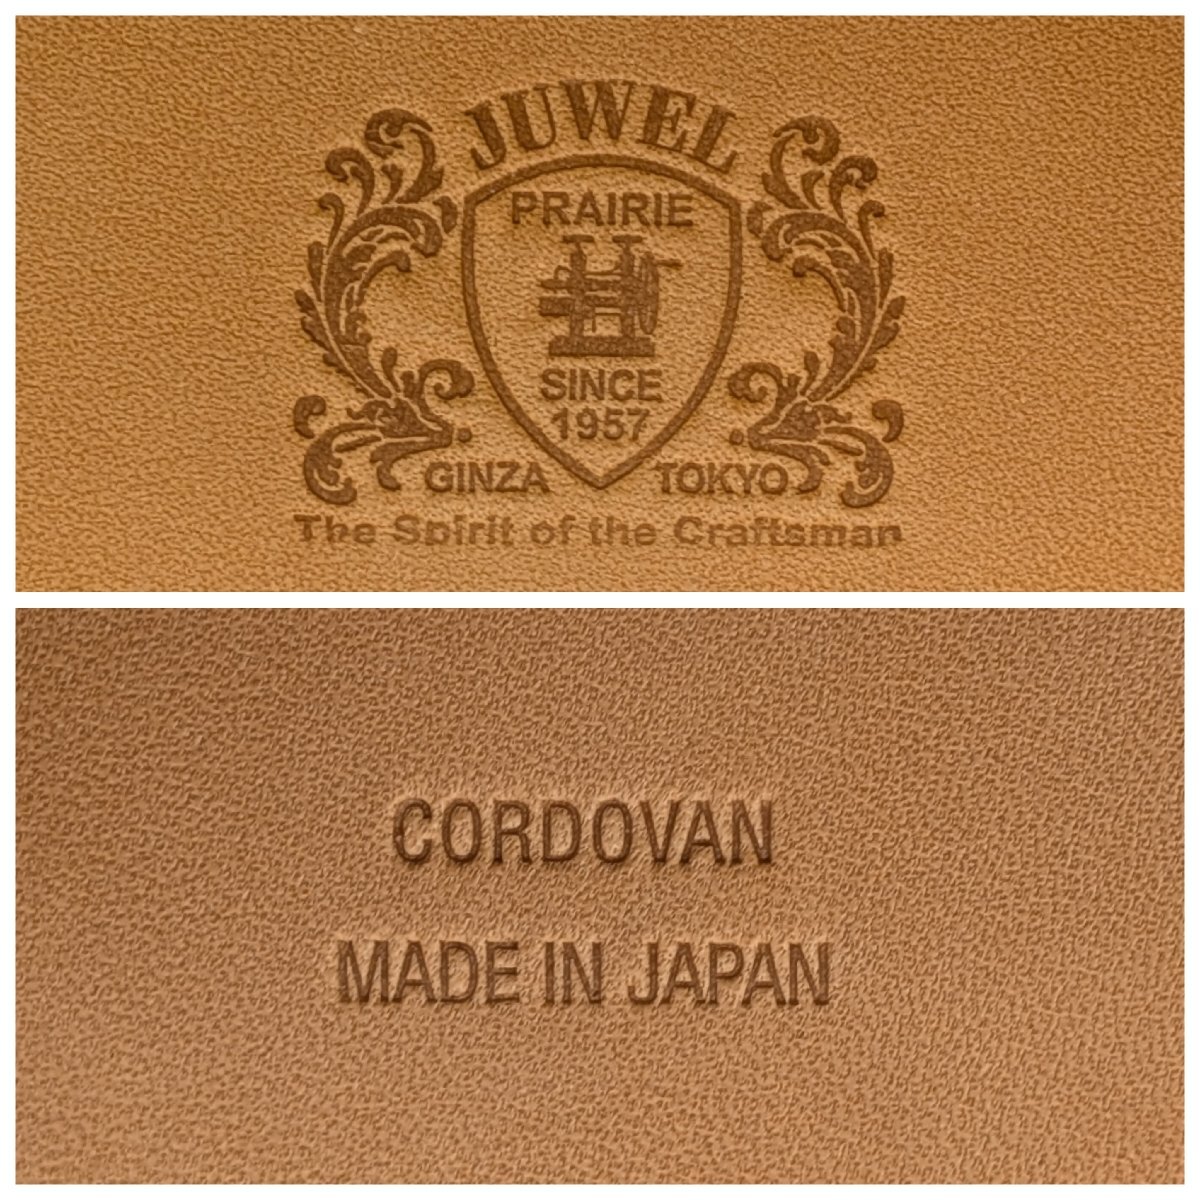 JUWEL
PRAIRIE
SINCE
1957
GINZA TOKYO
The Spirit of the Craftsman
CORDOVAN
MADE IN JAPAN